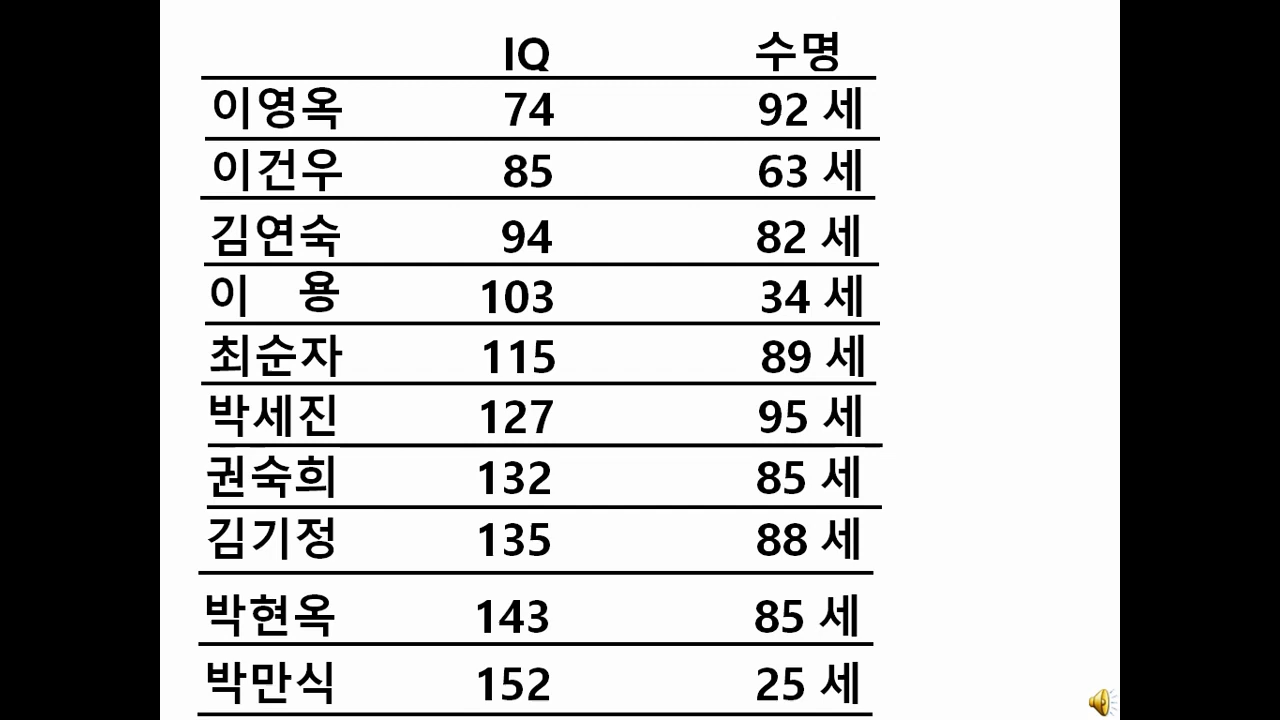 IQ 수명
이영옥 74 92 세
이건우 85 63 세
김연숙 94 82 세
이 용 103 34 세
최순자 115 89 세
박세진 127 95 세
권숙희 132 85 세
김기정 135 88 세
박현옥 143 85 세
박만식 152 25 세